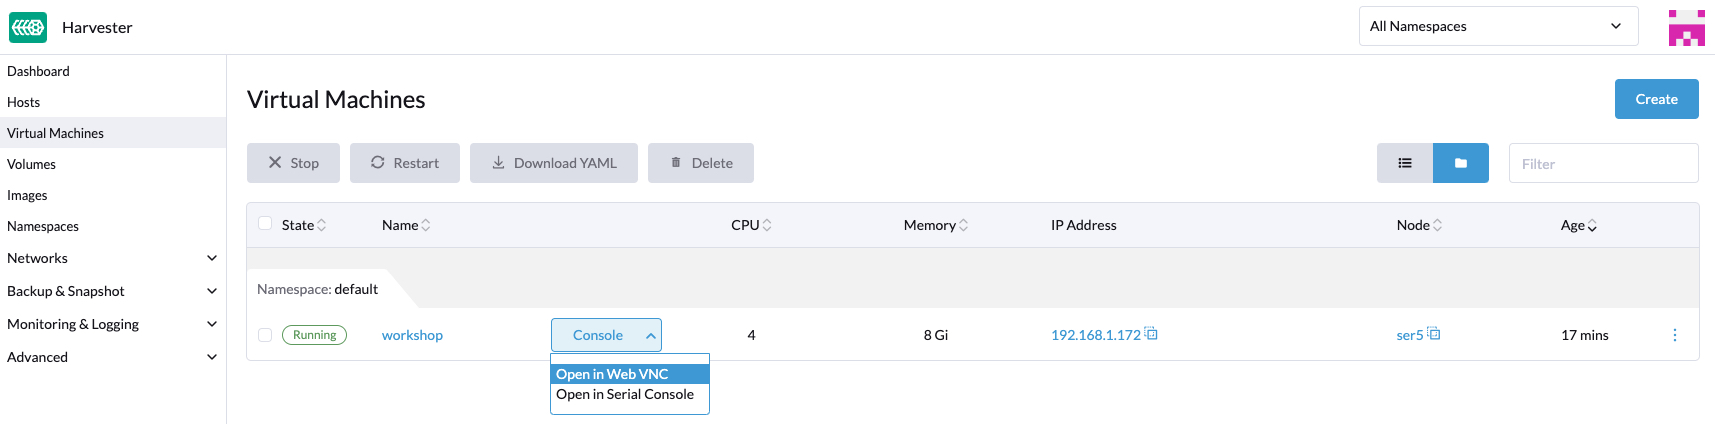 Harvester
All Namespaces
Dashboard
Hosts
Virtual Machines
Volumes
Images
Namespaces
Networks
Backup & Snapshot
Monitoring & Logging
Advanced
Virtual Machines
Create
Stop Restart Download YAML Delete
Filter
State Name CPU Memory IP Address Node Age
Namespace: default
Running workshop Console 4 8 Gi 192.168.1.172 ser5 17 mins
Open in Web VNC
Open in Serial Console